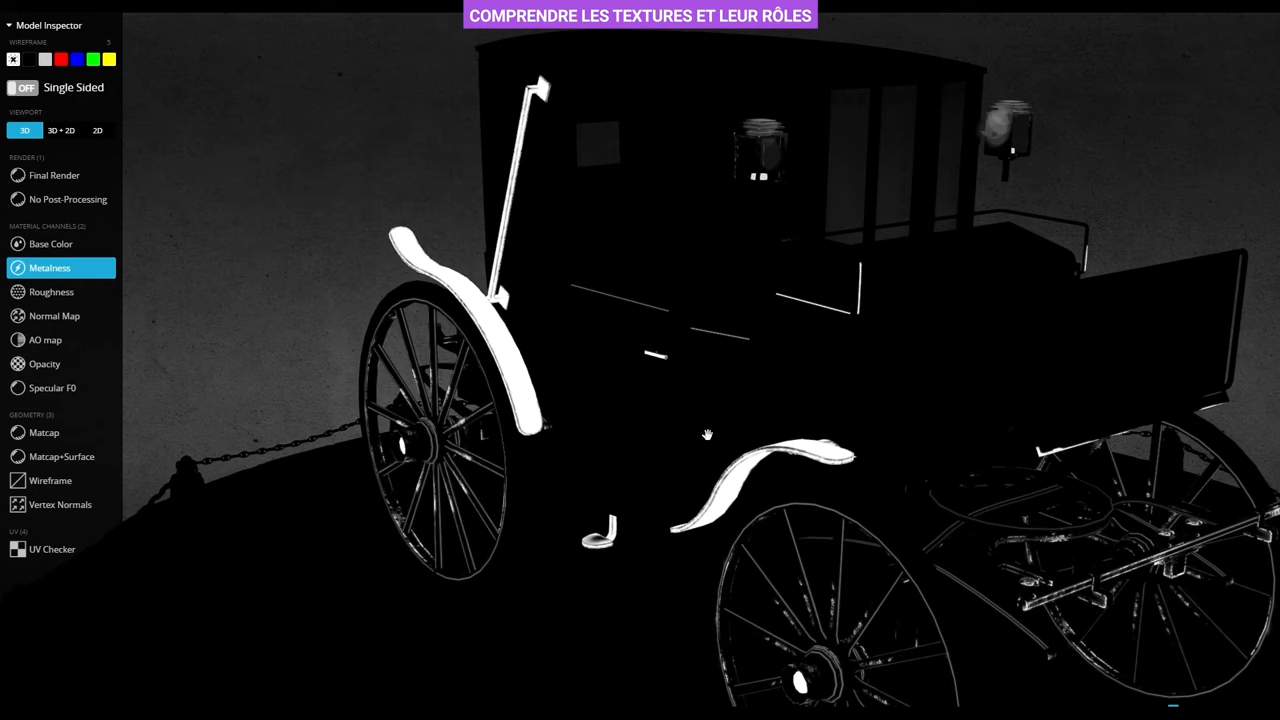 COMPRENDRE LES TEXTURES ET LEUR RÔLES
Model Inspector
WIREFRAME S
OFF Single Sided
VIEWPORT
3D 3D + 2D 2D
RENDER (1)
Final Render
No Post-Processing
MATERIAL CHANNELS (2)
Base Color
Metalness
Roughness
Normal Map
AO map
Opacity
Specular F0
GEOMETRY (3)
Matcap
Matcap+Surface
Wireframe
Vertex Normals
UV (4)
UV Checker